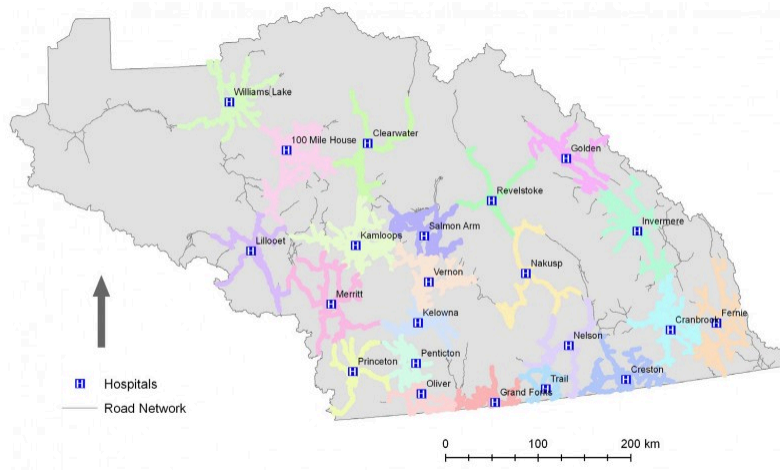 Williams Lake
100 Mile House
Clearwater
Golden
Revelstoke
Invermere
Lillooet
Kamloops
Salmon Arm
Vernon
Nakusp
Merritt
Kelowna
Cranbrook
Fernie
Nelson
Princeton
Penticton
Oliver
Grand Forks
Trail
Creston
H Hospitals
Road Network
0 100 200 km